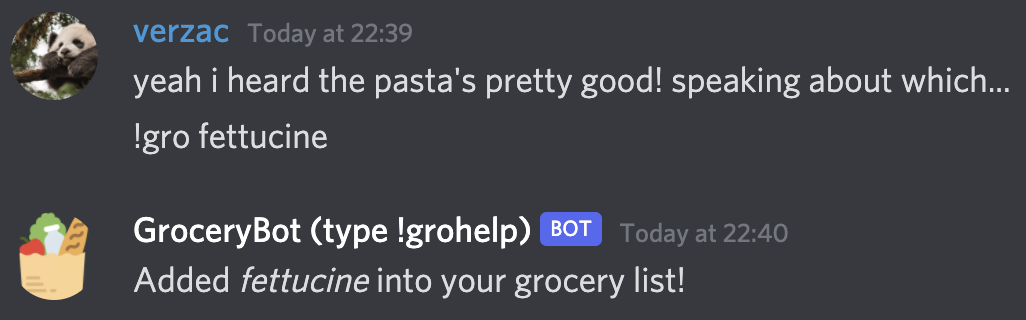 verzac Today at 22:39
yeah i heard the pasta's pretty good! speaking about which...
!gro fettucine
GroceryBot (type !grohelp) BOT Today at 22:40
Added fettucine into your grocery list!